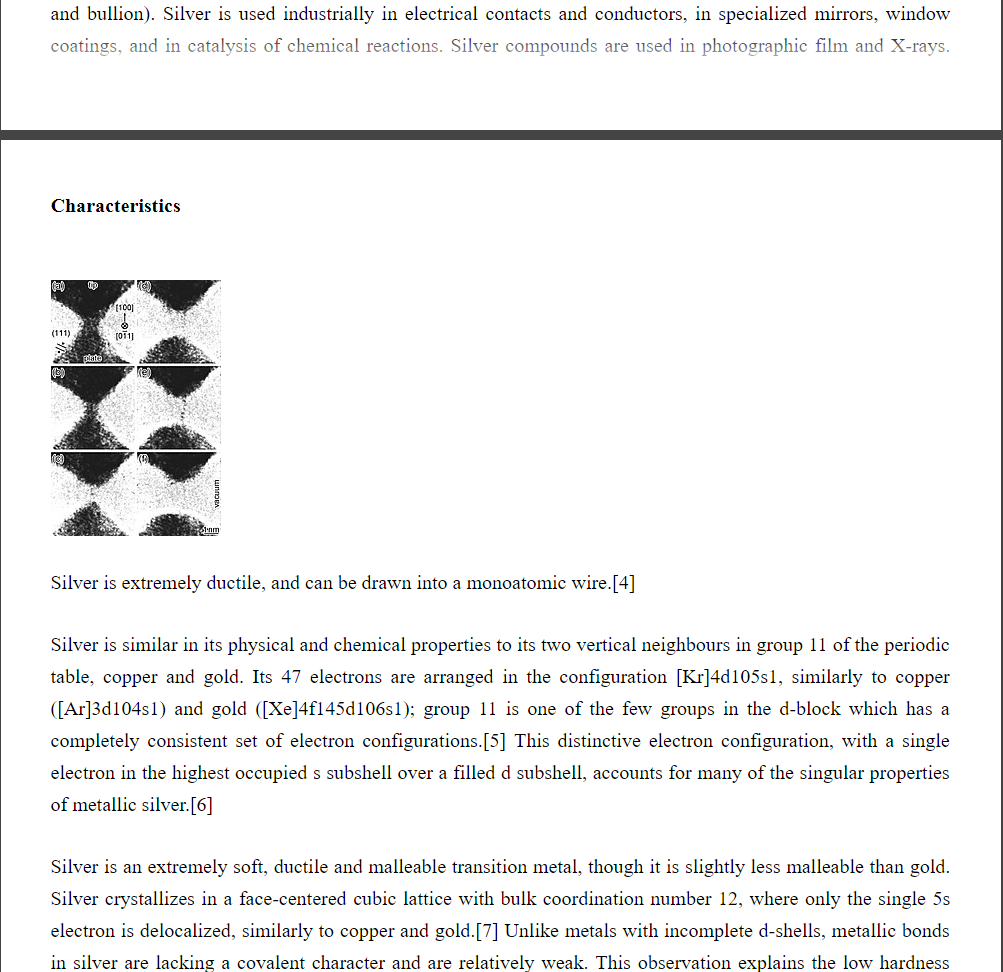 and bullion). Silver is used industrially in electrical contacts and conductors, in specialized mirrors, window
coatings, and in catalysis of chemical reactions. Silver compounds are used in photographic film and X-rays.
Characteristics
(a) tip (d)
[100]
(111)
[011]
plate
(b) (e)
(c) (f)
vacuum
1 nm
Silver is extremely ductile, and can be drawn into a monoatomic wire.[4]
Silver is similar in its physical and chemical properties to its two vertical neighbours in group 11 of the periodic
table, copper and gold. Its 47 electrons are arranged in the configuration [Kr]4d105s1, similarly to copper
([Ar]3d104s1) and gold ([Xe]4f145d106s1); group 11 is one of the few groups in the d-block which has a
completely consistent set of electron configurations.[5] This distinctive electron configuration, with a single
electron in the highest occupied s subshell over a filled d subshell, accounts for many of the singular properties
of metallic silver.[6]
Silver is an extremely soft, ductile and malleable transition metal, though it is slightly less malleable than gold.
Silver crystallizes in a face-centered cubic lattice with bulk coordination number 12, where only the single 5s
electron is delocalized, similarly to copper and gold.[7] Unlike metals with incomplete d-shells, metallic bonds
in silver are lacking a covalent character and are relatively weak. This observation explains the low hardness